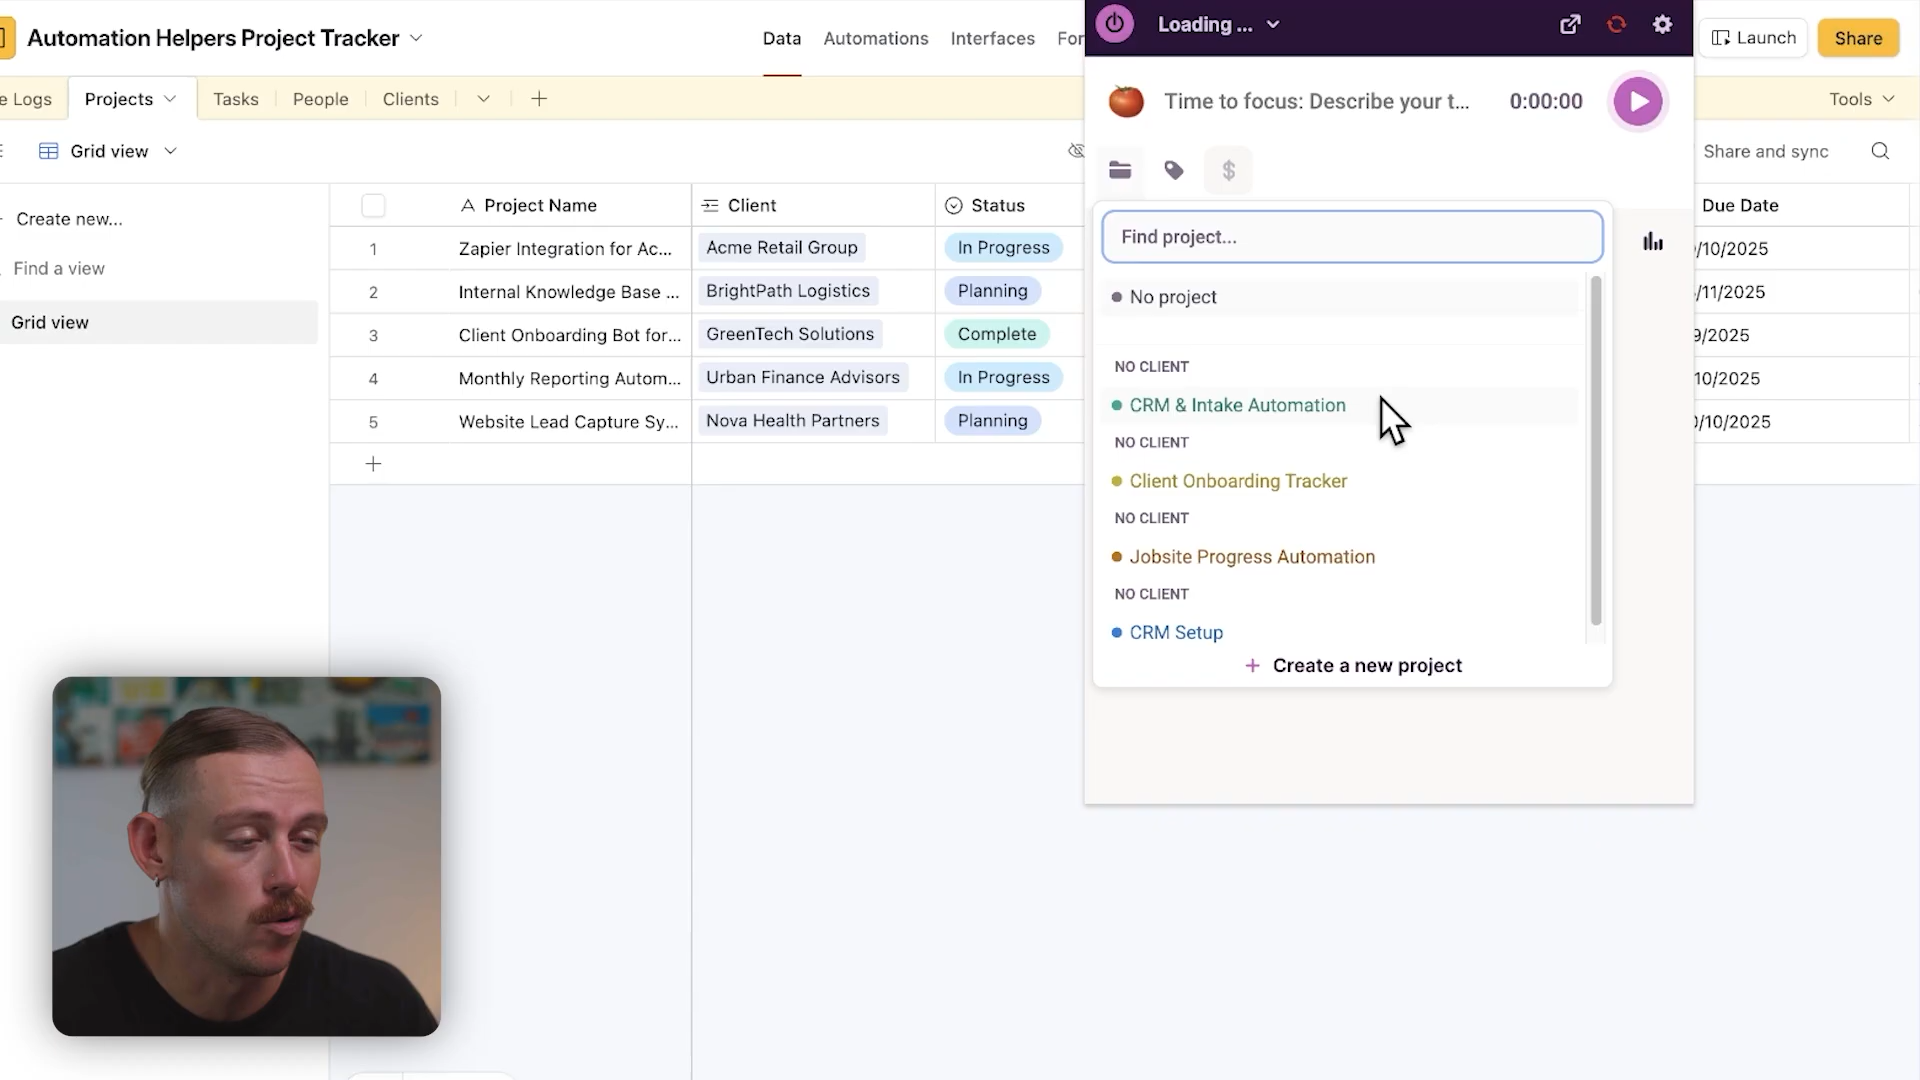 Automation Helpers Project Tracker
Data
Automations
Interfaces
For
Loading ...
Launch
Share
e Logs
Projects
Tasks
People
Clients
Tools
Time to focus: Describe your t...
0:00:00
Grid view
Share and sync
$
Create new...
Find a view
Grid view
Project Name
Client
Status
Due Date
1
Zapier Integration for Ac...
Acme Retail Group
In Progress
/10/2025
2
Internal Knowledge Base ...
BrightPath Logistics
Planning
/11/2025
3
Client Onboarding Bot for...
GreenTech Solutions
Complete
9/2025
4
Monthly Reporting Autom...
Urban Finance Advisors
In Progress
10/2025
5
Website Lead Capture Sy...
Nova Health Partners
Planning
/10/2025
Find project...
No project
NO CLIENT
CRM & Intake Automation
NO CLIENT
Client Onboarding Tracker
NO CLIENT
Jobsite Progress Automation
NO CLIENT
CRM Setup
+ Create a new project